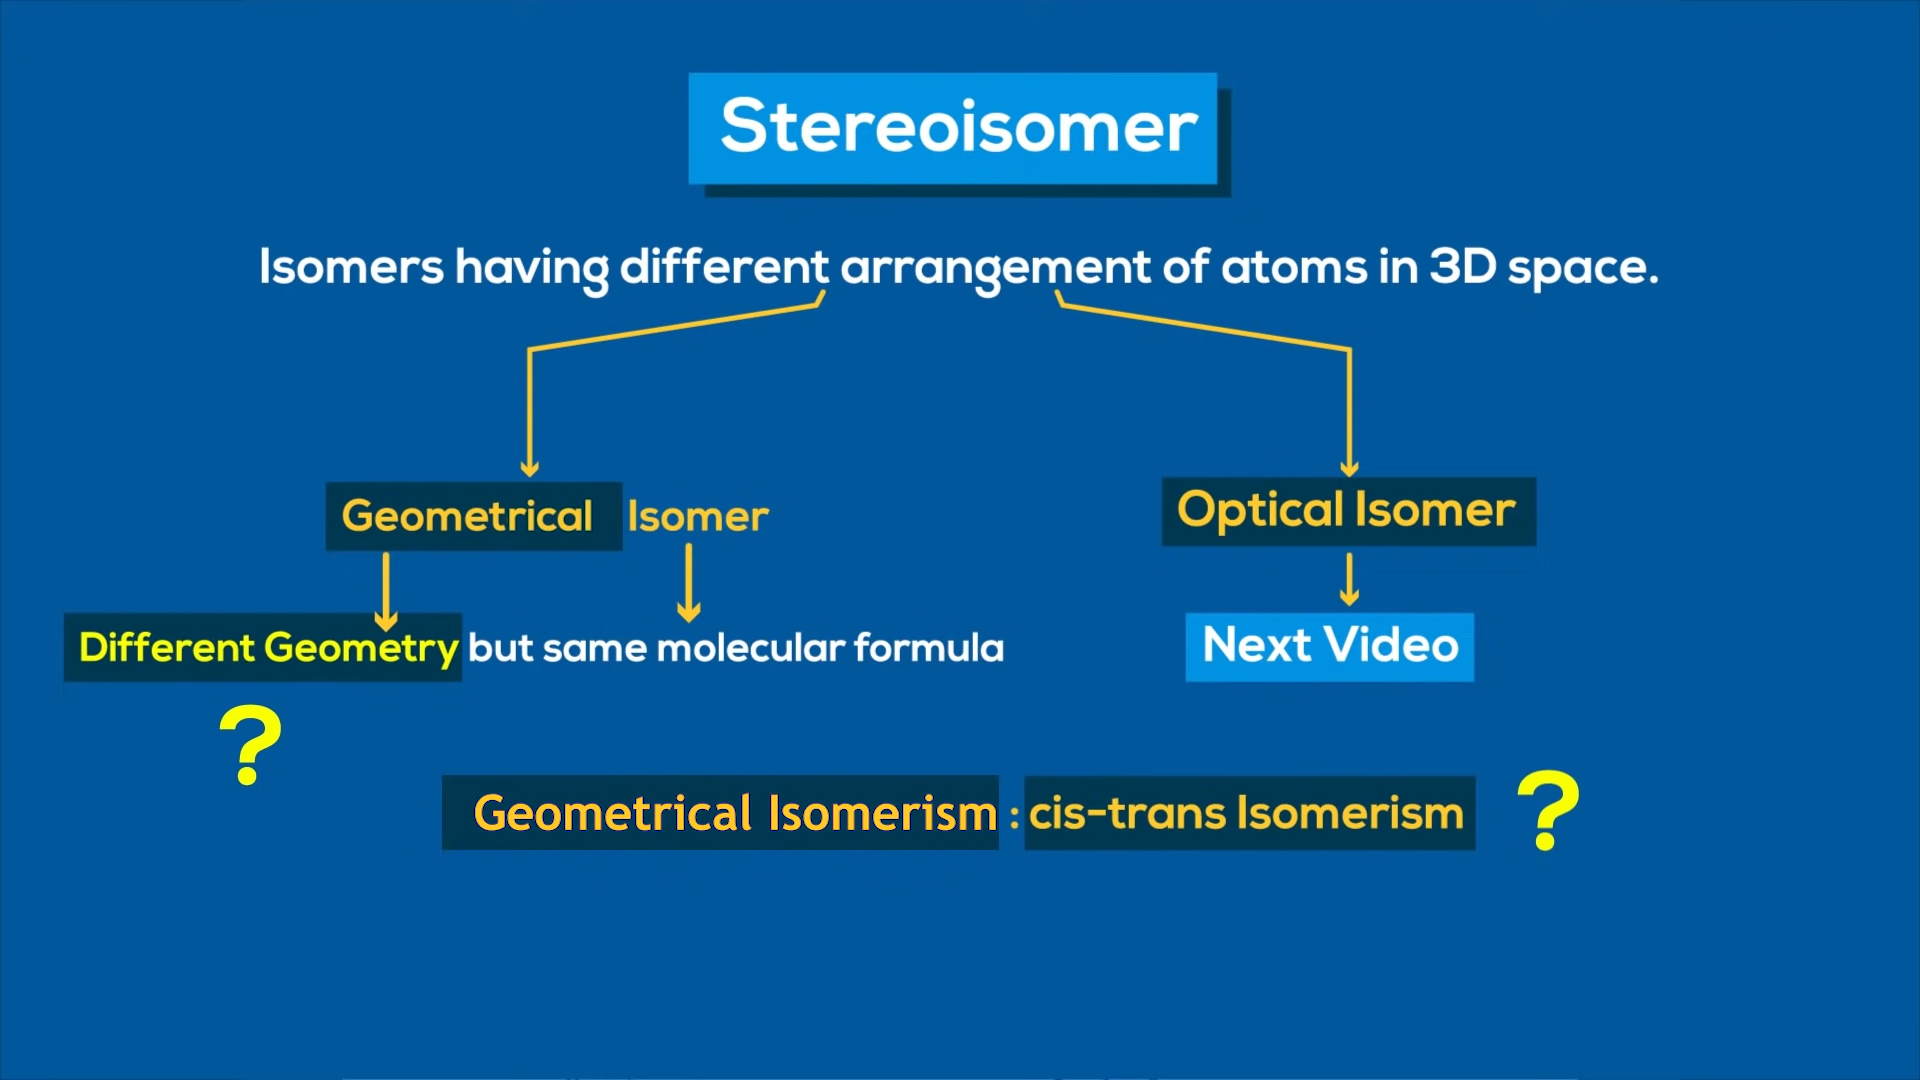 Stereoisomer
Isomers having different arrangement of atoms in 3D space.
Geometrical Isomer
Optical Isomer
Different Geometry but same molecular formula
Next Video
?
Geometrical Isomerism : cis-trans Isomerism ?